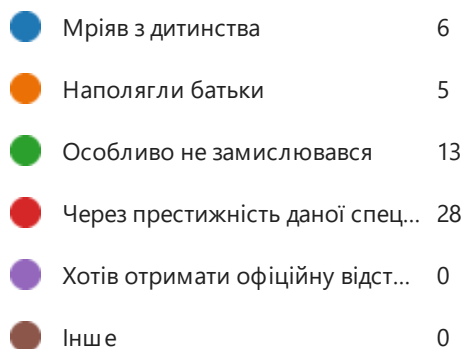 Мріяв з дитинства 6
Наполягли батьки 5
Особливо не замислювався 13
Через престижність даної спец... 28
Хотів отримати офіційну відст... 0
Інше 0